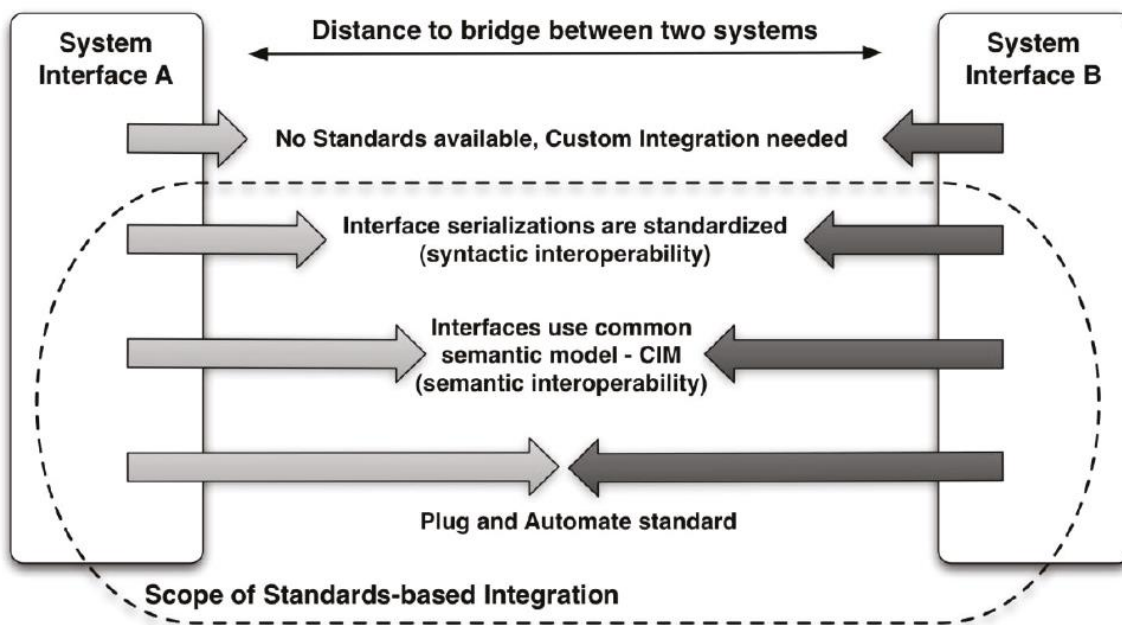 System
Interface A
Distance to bridge between two systems
System
Interface B
No Standards available, Custom Integration needed
Interface serializations are standardized
(syntactic interoperability)
Interfaces use common
semantic model - CIM
(semantic interoperability)
Plug and Automate standard
Scope of Standards-based Integration